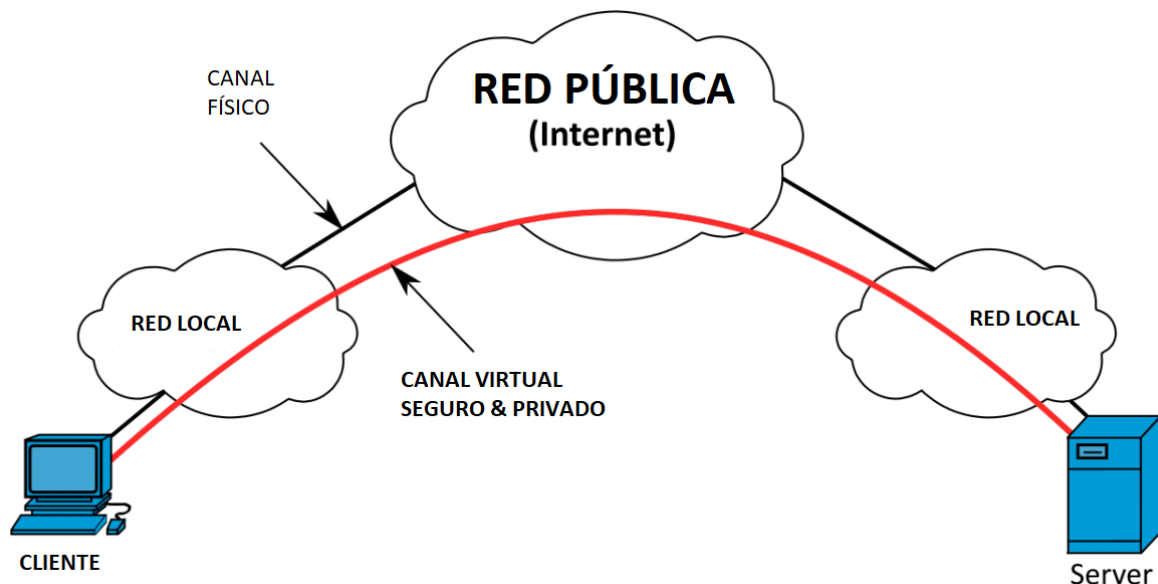 RED PÚBLICA
(Internet)
CANAL
FÍSICO
RED LOCAL
RED LOCAL
CANAL VIRTUAL
SEGURO & PRIVADO
CLIENTE
Server